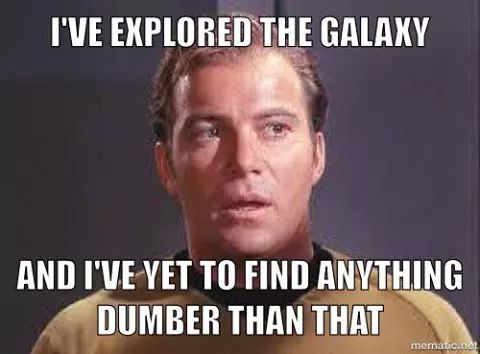 I'VE EXPLORED THE GALAXY
AND I'VE YET TO FIND ANYTHING
DUMBER THAN THAT
mematic.net